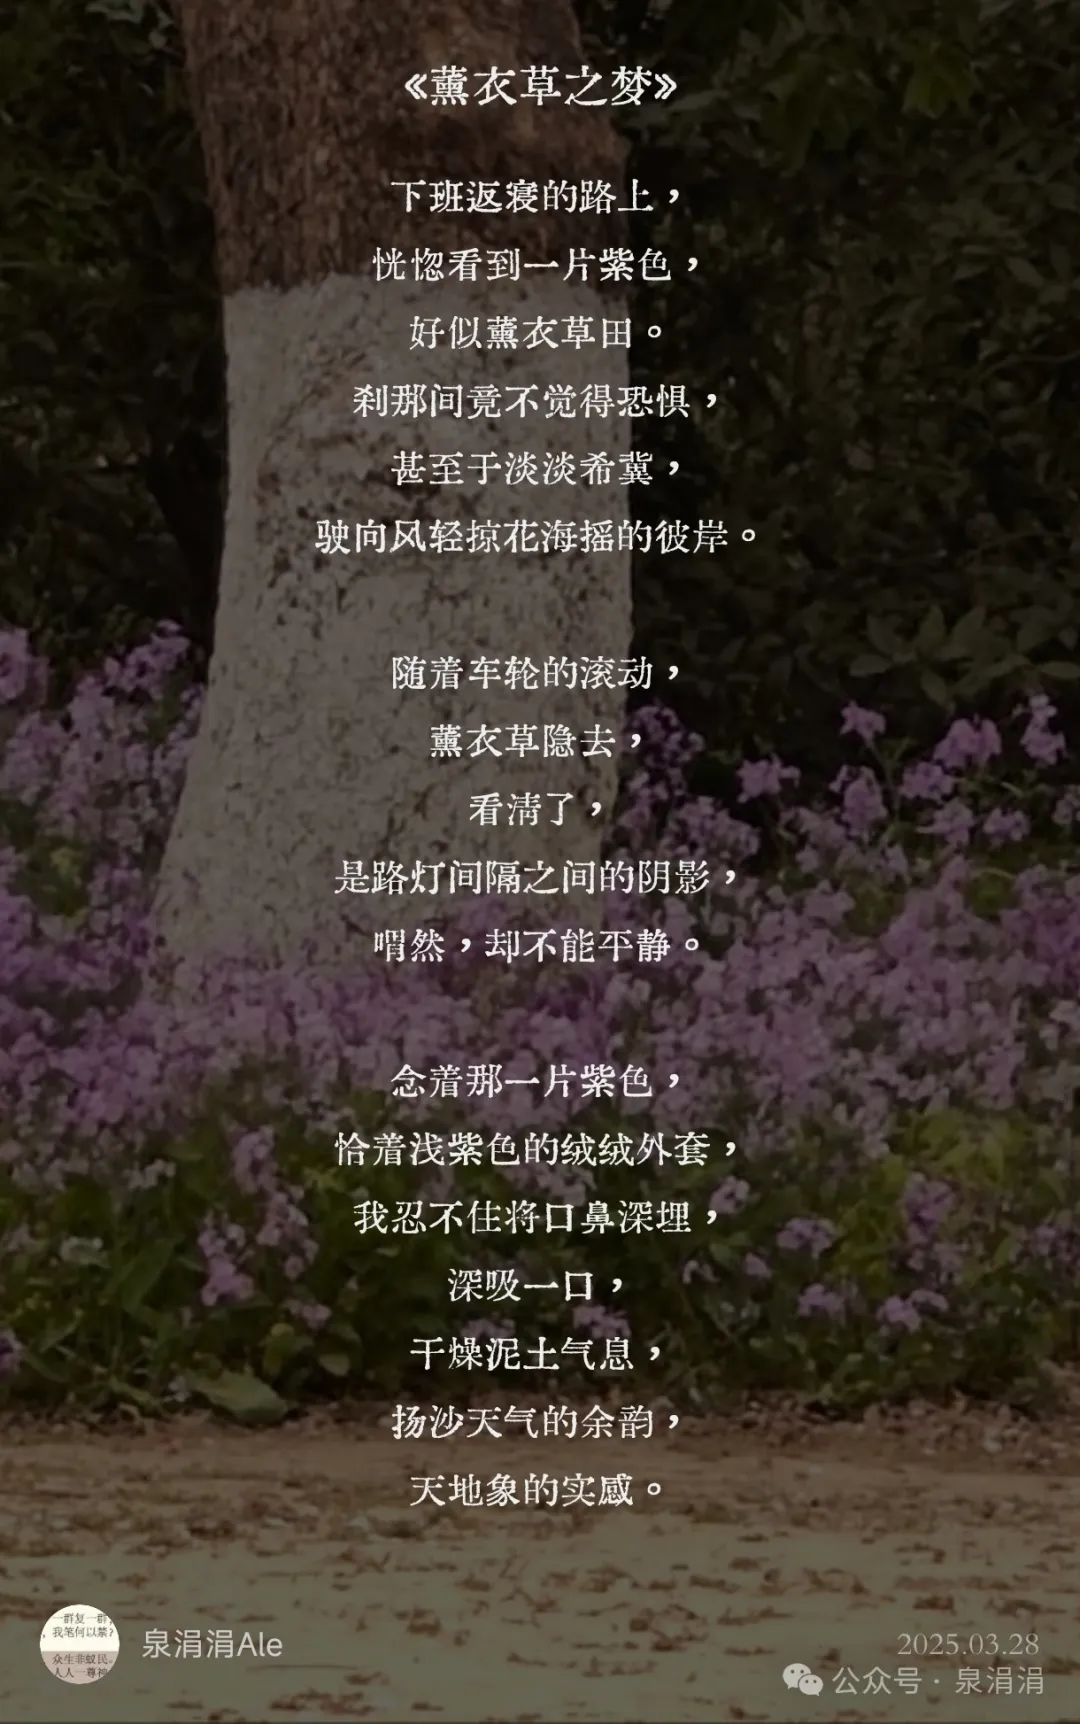 《薰衣草之梦》
下班返寝的路上，
恍惚看到一片紫色，
好似薰衣草田。
刹那间竟不觉得恐惧，
甚至于淡淡希冀，
驶向风轻掠花海摇的彼岸。
随着车轮的滚动，
薰衣草隐去，
看清了，
是路灯间隔之间的阴影，
喟然，却不能平静。
念着那一片紫色，
恰着浅紫色的绒绒外套，
我忍不住将口鼻深埋，
深吸一口，
干燥泥土气息，
扬沙天气的余韵，
天地象的实感。
一群复一群，
，我笔何以禁？
众生非蚁民。
人人一尊神
泉涓涓Ale
2025.03.28
公众号 · 泉涓涓